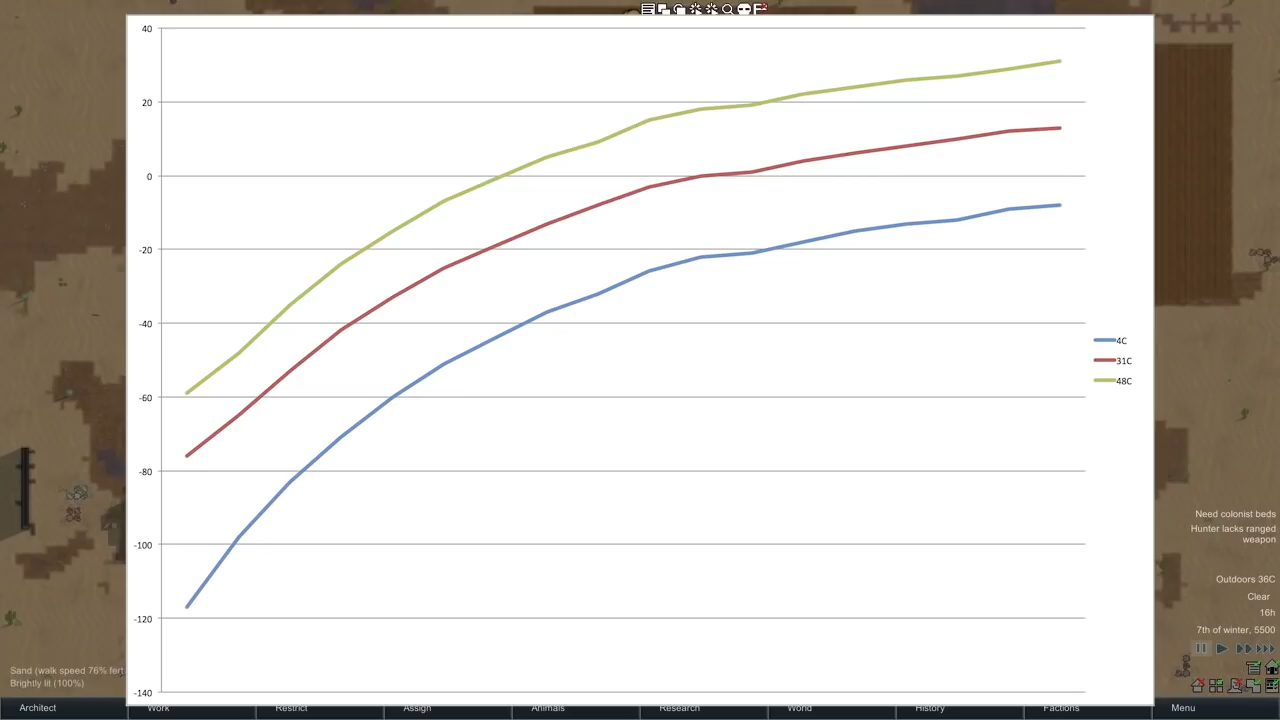 40
20
0
-20
-40
-60
-80
-100
-120
-140
4C
31C
48C
Need colonist beds
Hunter lacks ranged
weapon
Outdoors 36C
Clear
16h
7th of winter, 5500
Sand (walk speed 76% fert
Brightly lit (100%)
Architect Work Restrict Assign Animals Research World History Factions Menu